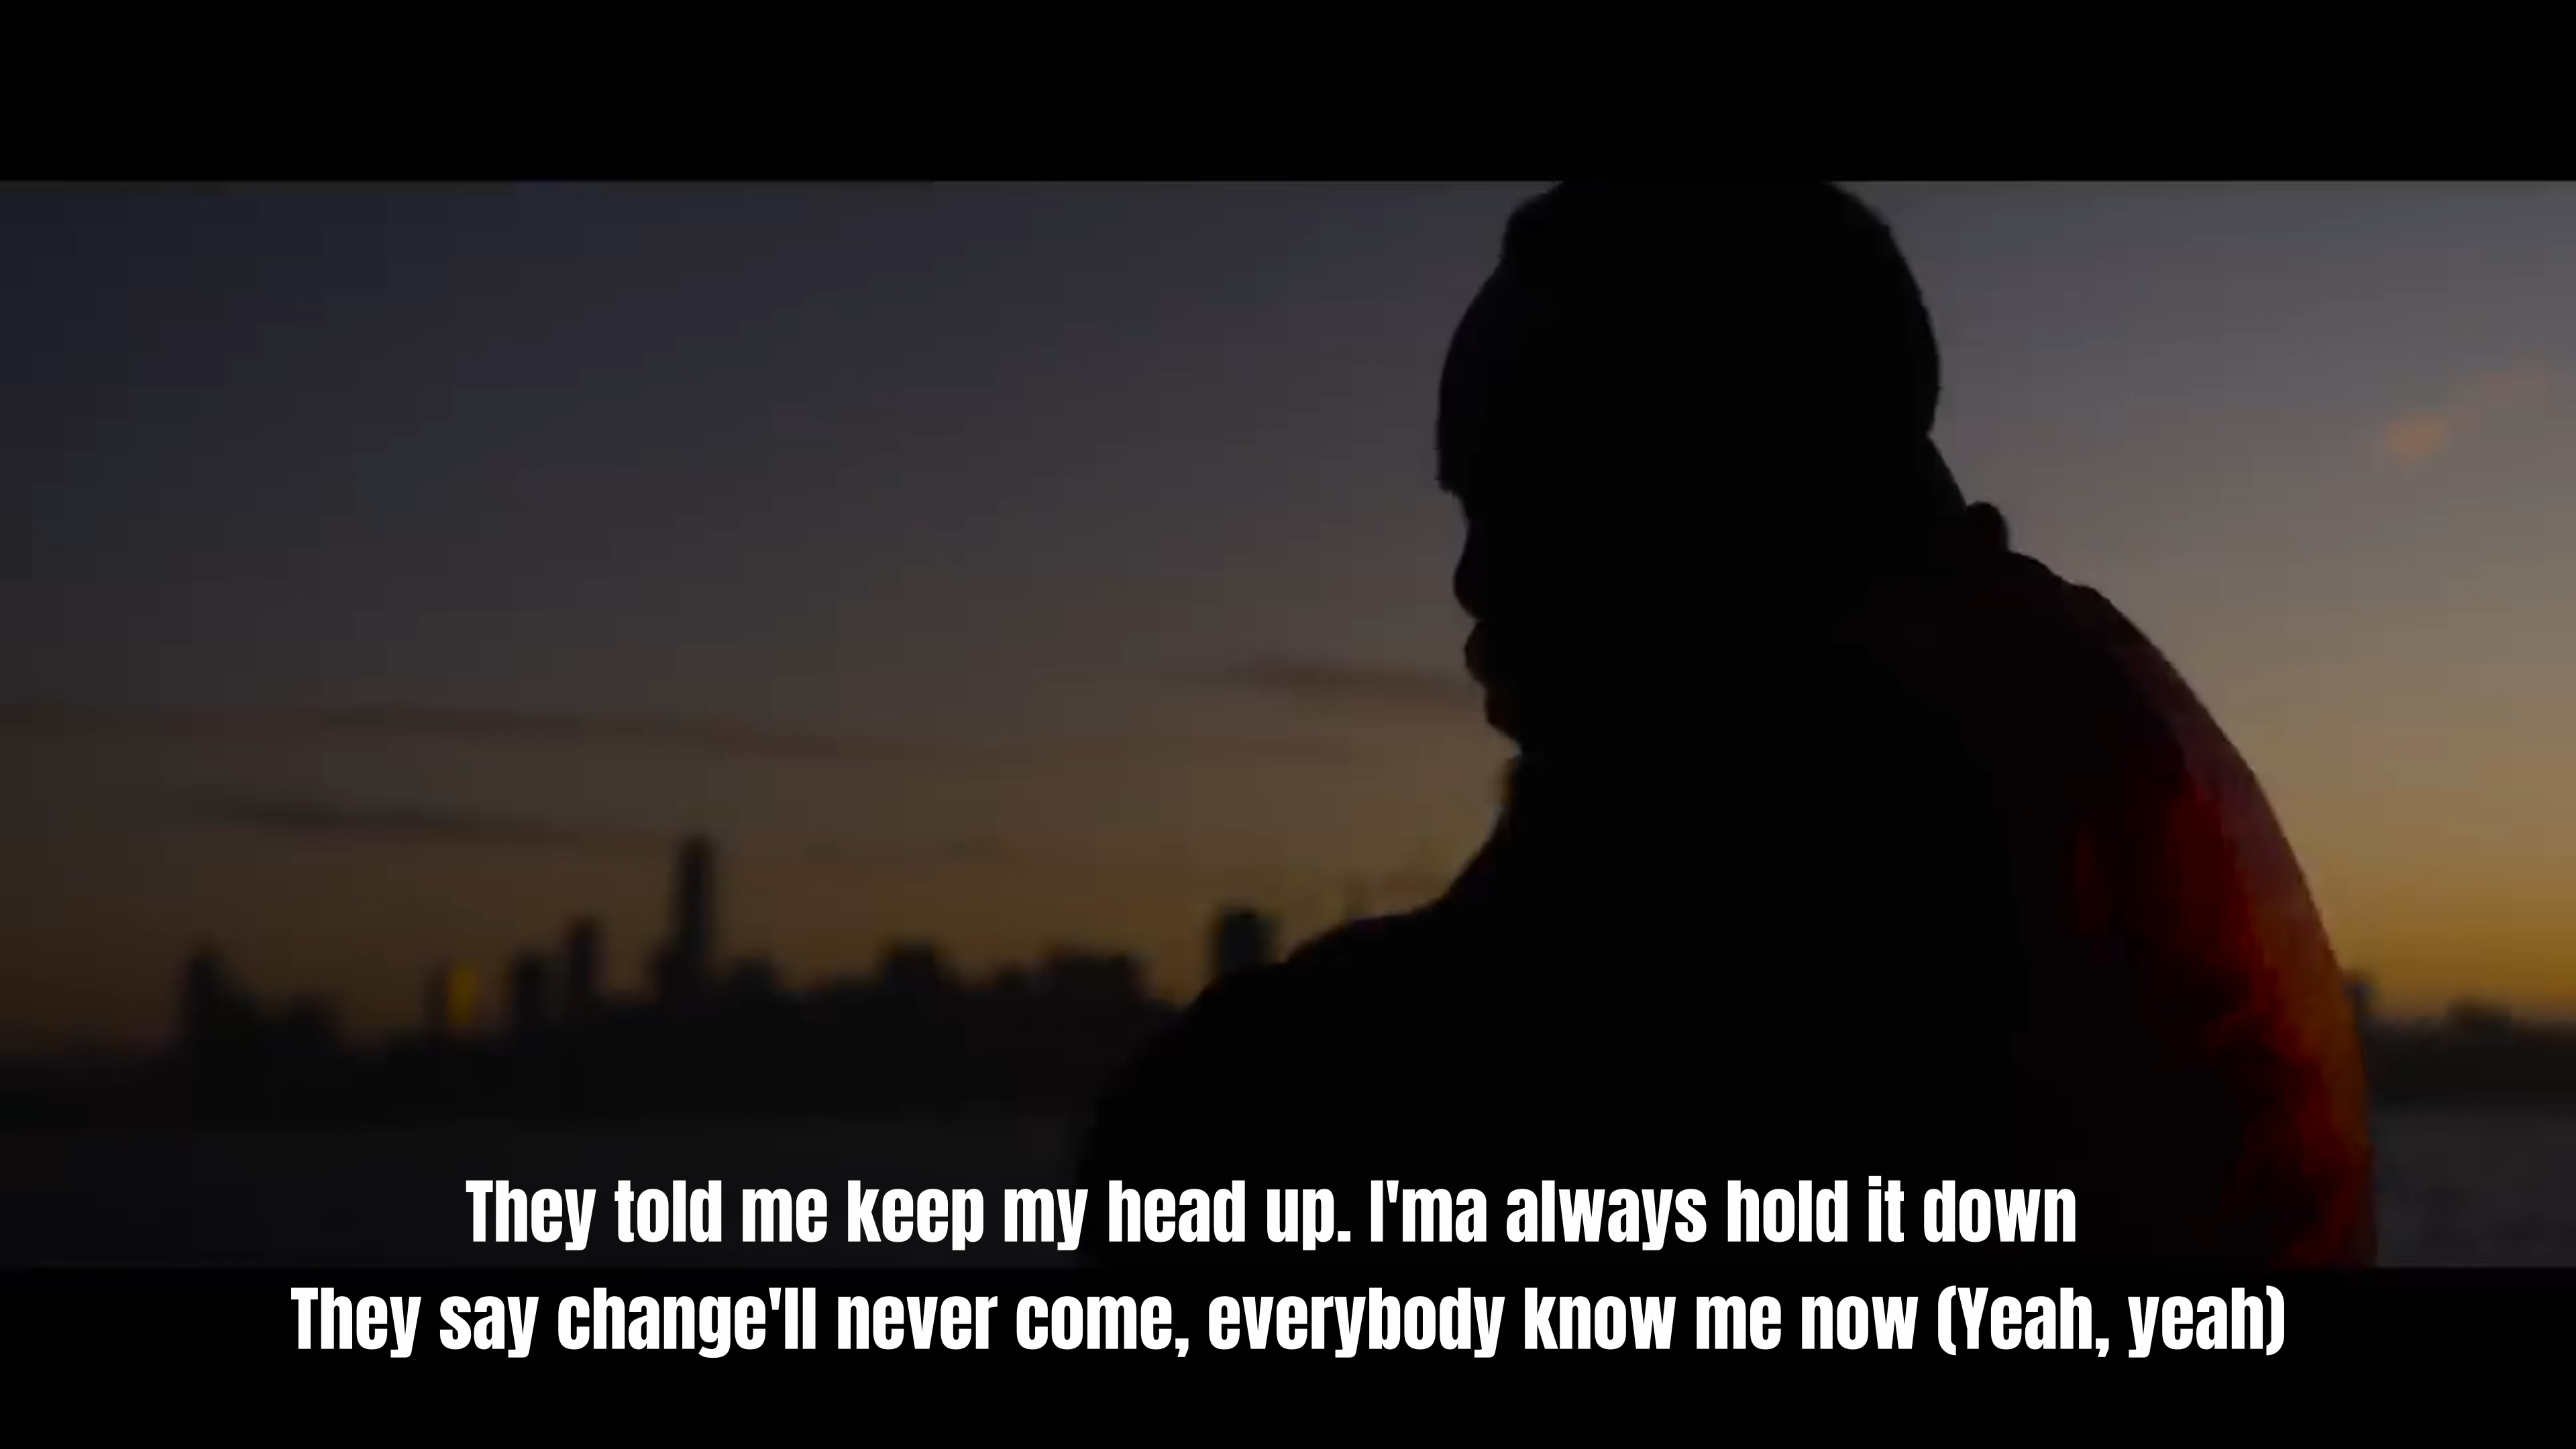 They told me keep my head up. I'ma always hold it down
They say change'll never come, everybody know me now (Yeah, yeah)